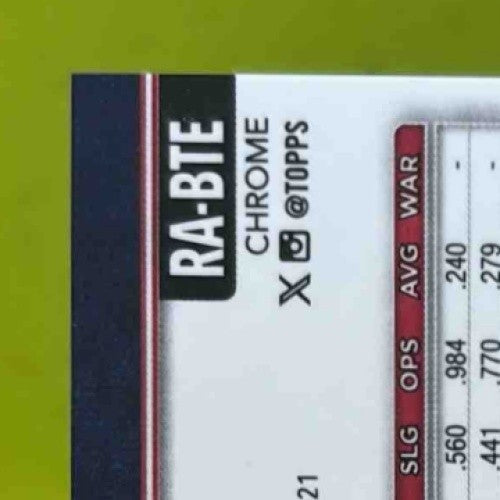 RA-BTE
CHROME
X @TOPPS
21
SLG OPS AVG WAR
.560 .984 .240 -
.441 .770 .279 -